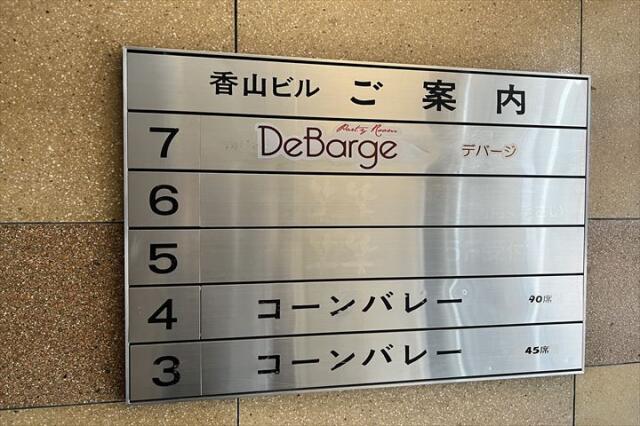 香山ビル ご案内
7 Party Room DeBarge デバージ
6
5
4 コーンバレー 90席
3 コーンバレー 45席